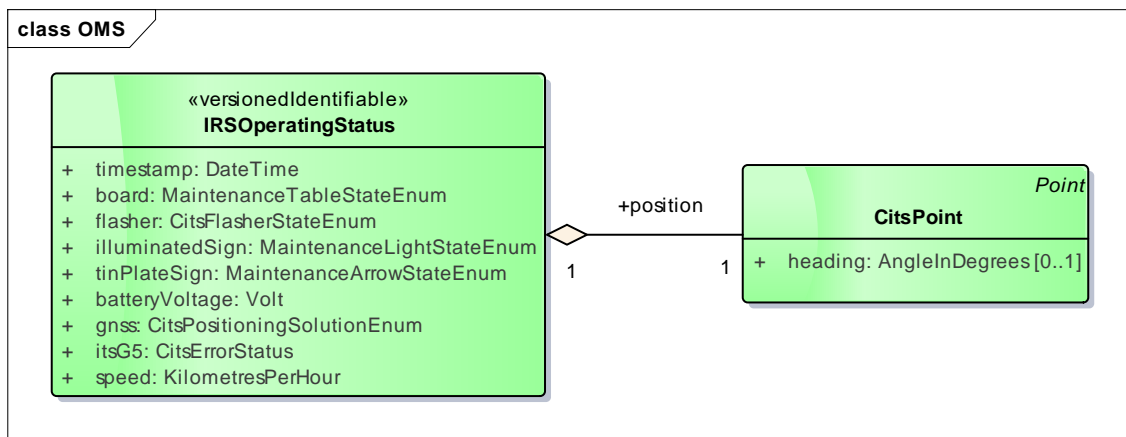 class OMS
«versionedIdentifiable»
IRSOperatingStatus
+ timestamp: DateTime
+ board: MaintenanceTableStateEnum
+ flasher: CitsFlasherStateEnum
+ illuminatedSign: MaintenanceLightStateEnum
+ tinPlateSign: MaintenanceArrowStateEnum
+ batteryVoltage: Volt
+ gnss: CitsPositioningSolutionEnum
+ itsG5: CitsErrorStatus
+ speed: KilometresPerHour
+position
1
1
Point
CitsPoint
+ heading: AngleInDegrees [0..1]